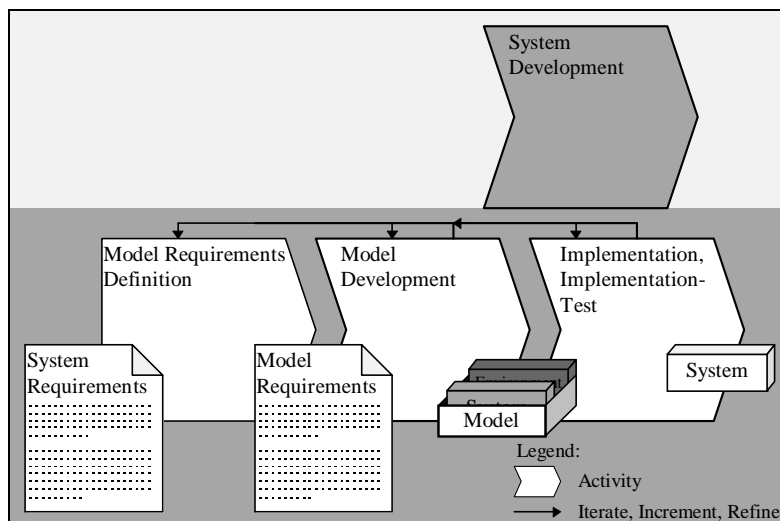 System
Development
Model Requirements
Definition
Model
Development
Implementation,
Implementation-
Test
System
Requirements
Model
Requirements
System
Model
Legend:
Activity
Iterate, Increment, Refine